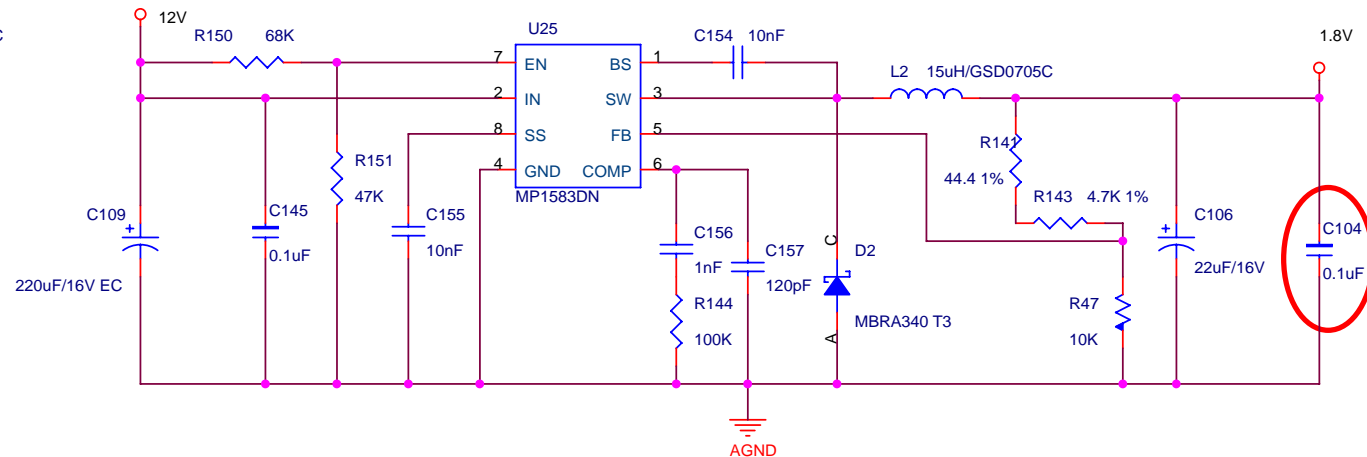 C
12V
R150
68K
U25
C154
10nF
1.8V
7
EN
BS
1
L2
15uH/GSD0705C
2
IN
SW
3
8
SS
FB
5
4
GND
COMP
6
MP1583DN
R151
47K
R141
44.4 1%
R143
4.7K 1%
C109
220uF/16V EC
C145
0.1uF
C155
10nF
C156
1nF
C157
120pF
R144
100K
C
D2
MBRA340 T3
A
C106
22uF/16V
C104
0.1uF
R47
10K
AGND